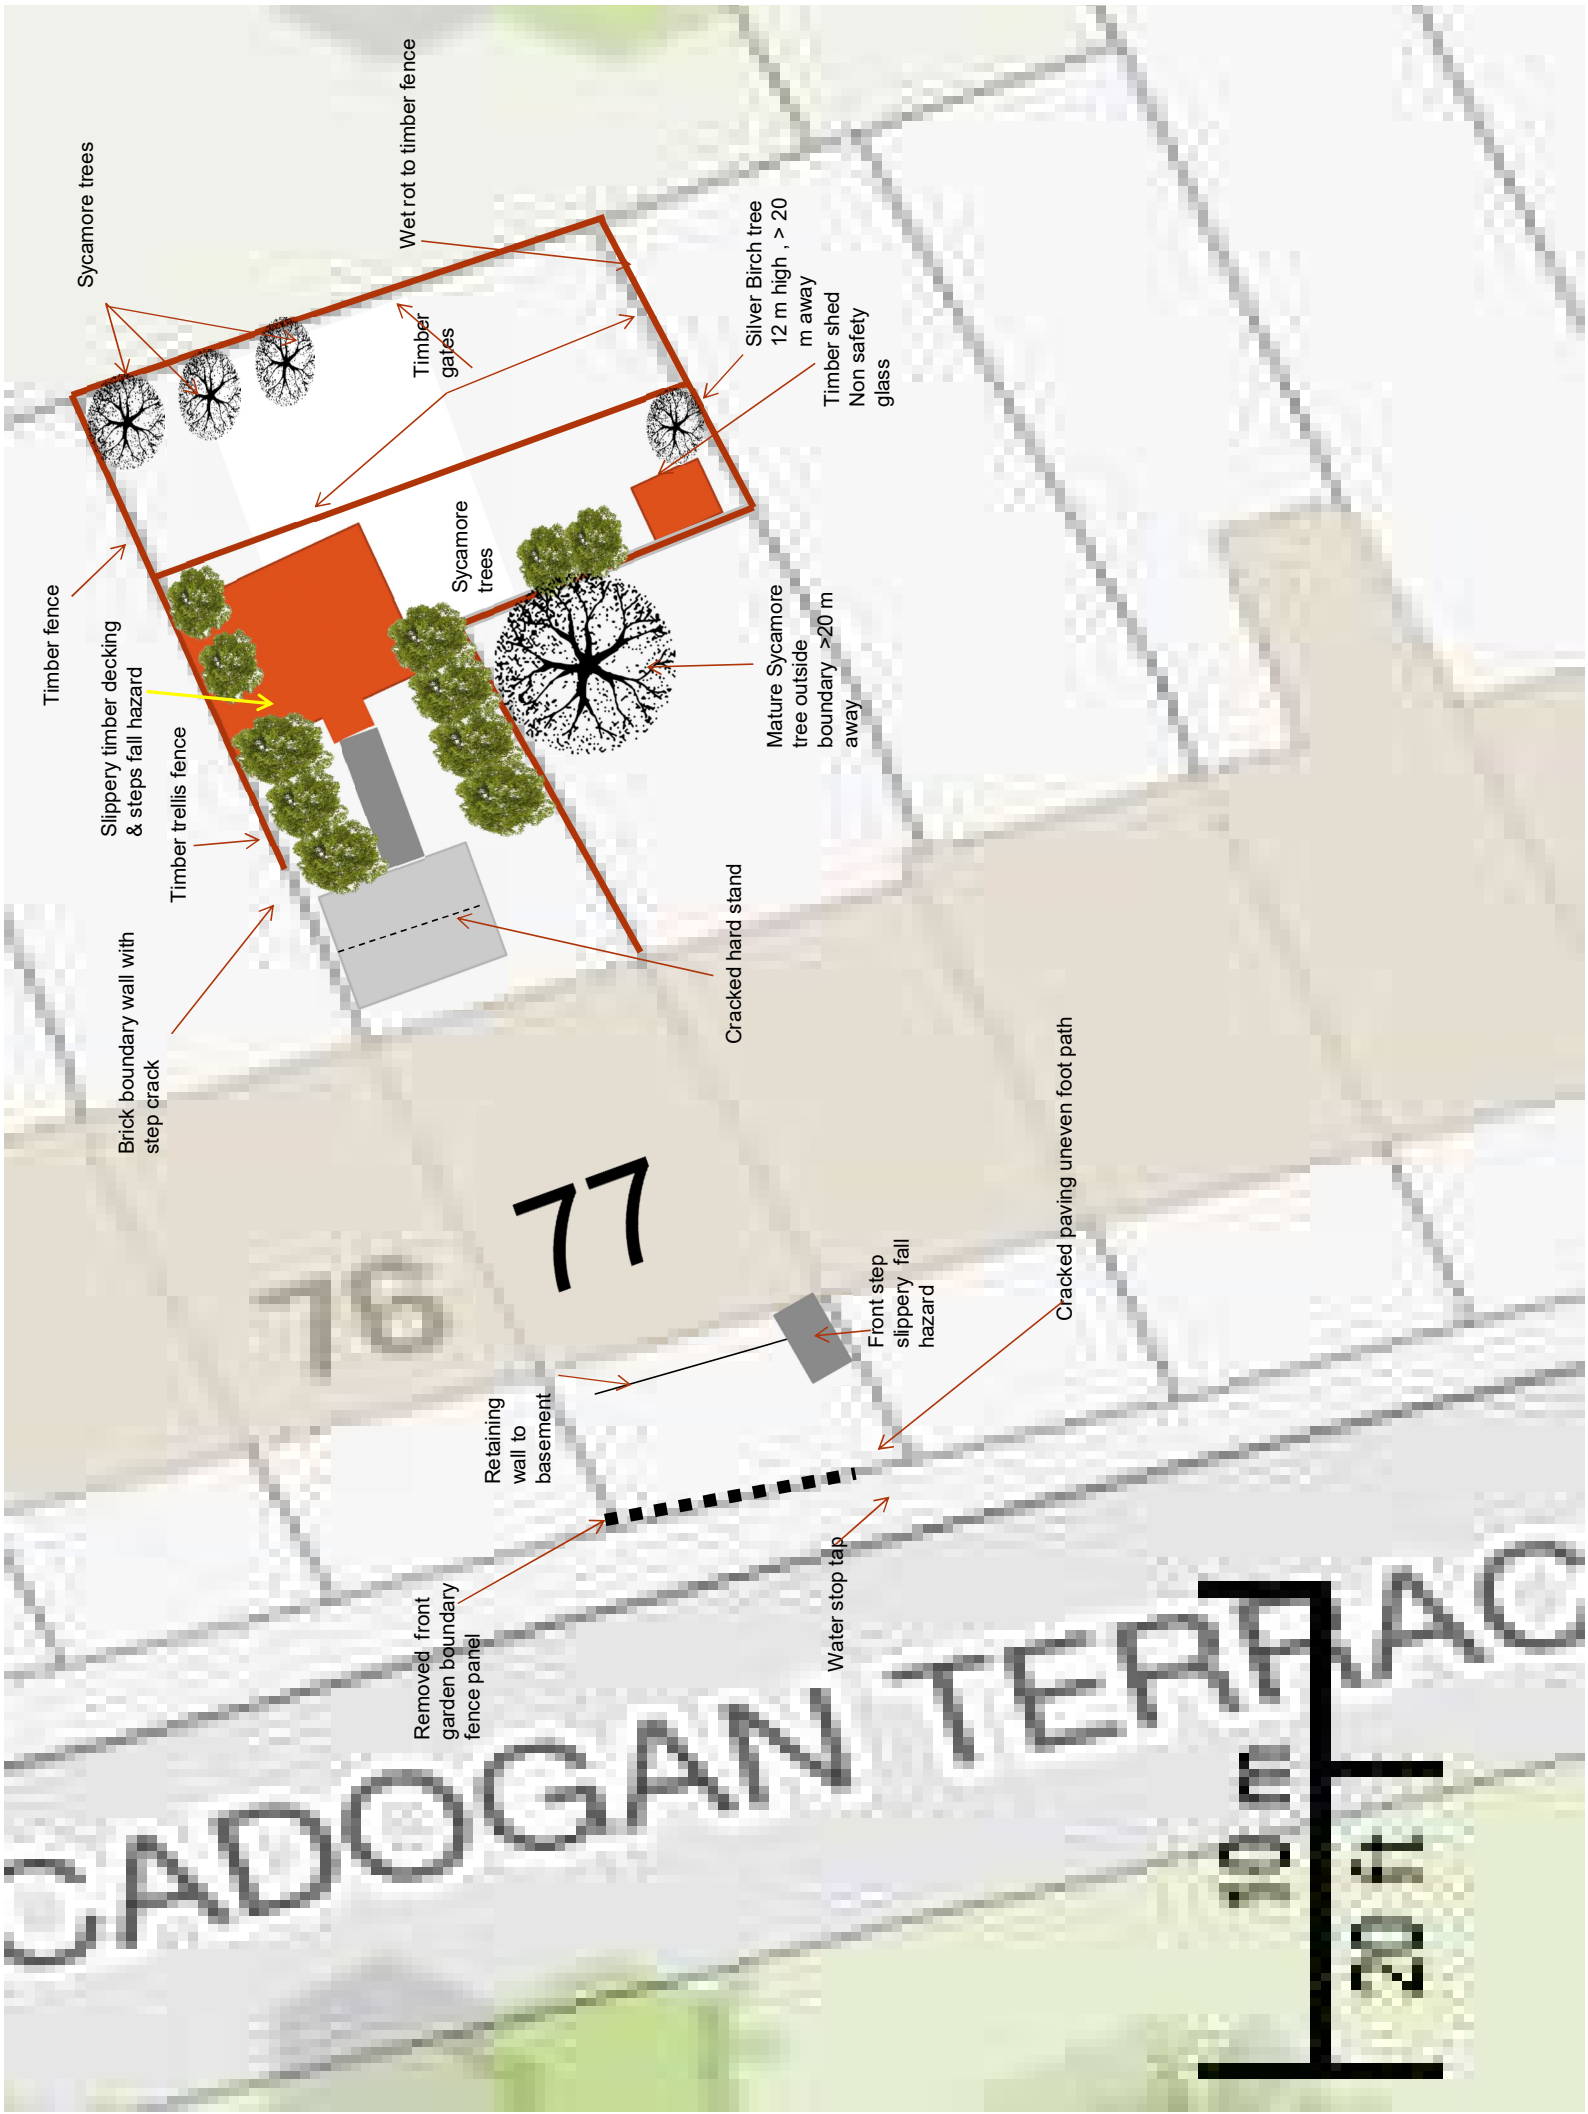 Sycamore trees
Wet rot to timber fence
Timber
gates
Silver Birch tree
12 m high , > 20
m away
Timber shed
Non safety
glass
Timber fence
Slippery timber decking
& steps fall hazard
Timber trellis fence
Sycamore
trees
Mature Sycamore
tree outside
boundary >20 m
away
Brick boundary wall with
step crack
Cracked hard stand
76
77
Retaining
wall to
basement
Front step
slippery fall
hazard
Cracked paving uneven foot path
Removed front
garden boundary
fence panel
Water stop tap
CADOGAN TERRAC
10 m
20 ft